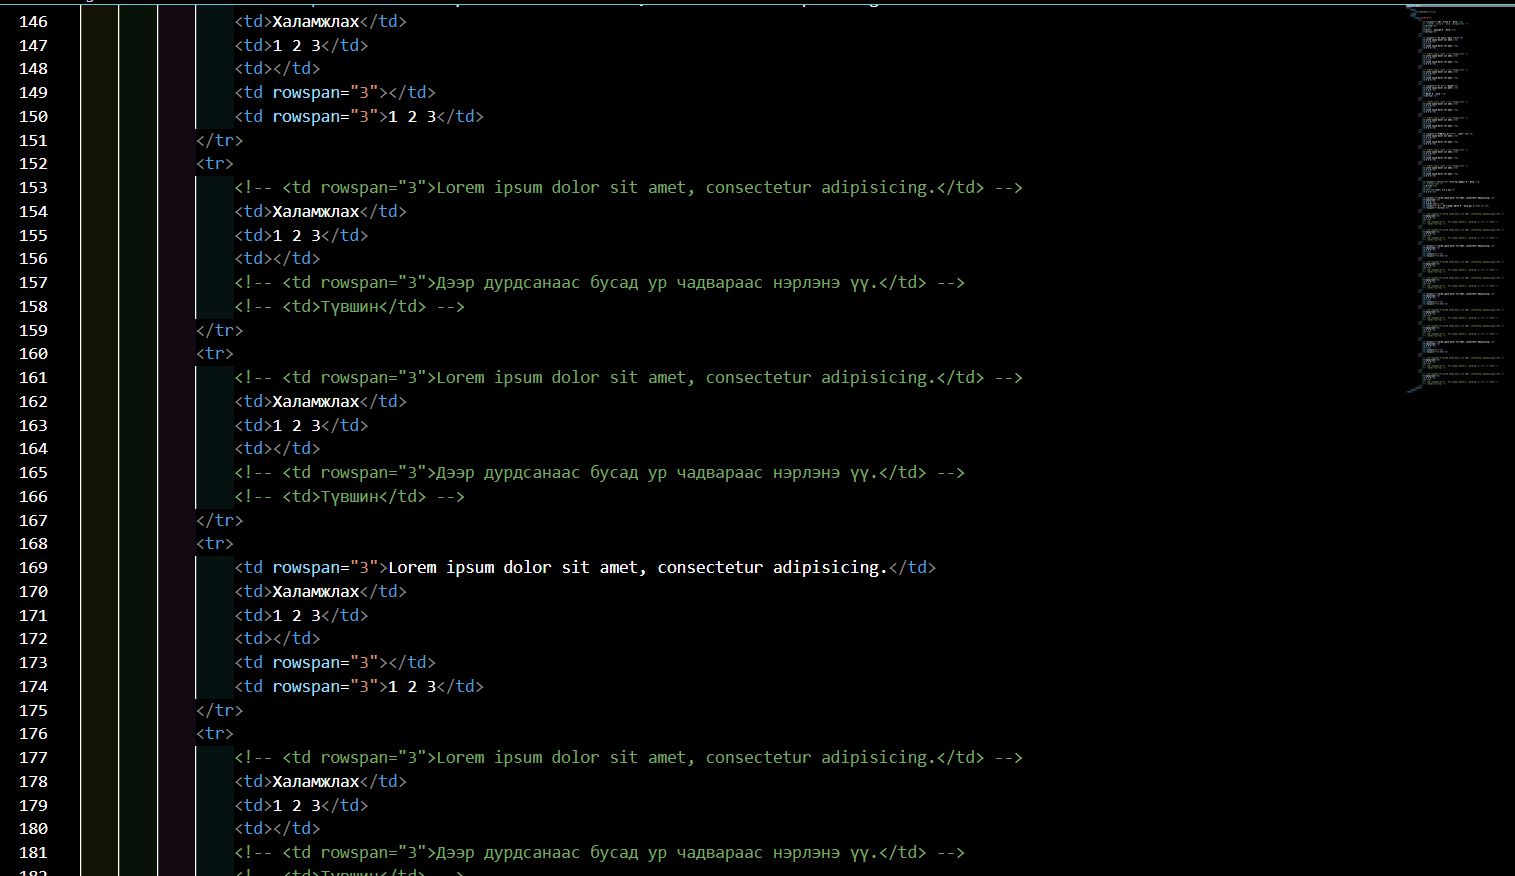 146 <td>Халамжлах</td>
147 <td>1 2 3</td>
148 <td></td>
149 <td rowspan="3"></td>
150 <td rowspan="3">1 2 3</td>
151 </tr>
152 <tr>
153 <!-- <td rowspan="3">Lorem ipsum dolor sit amet, consectetur adipisicing.</td> -->
154 <td>Халамжлах</td>
155 <td>1 2 3</td>
156 <td></td>
157 <!-- <td rowspan="3">Дээр дурдсанаас бусад ур чадвараас нэрлэнэ үү.</td> -->
158 <!-- <td>Түвшин</td> -->
159 </tr>
160 <tr>
161 <!-- <td rowspan="3">Lorem ipsum dolor sit amet, consectetur adipisicing.</td> -->
162 <td>Халамжлах</td>
163 <td>1 2 3</td>
164 <td></td>
165 <!-- <td rowspan="3">Дээр дурдсанаас бусад ур чадвараас нэрлэнэ үү.</td> -->
166 <!-- <td>Түвшин</td> -->
167 </tr>
168 <tr>
169 <td rowspan="3">Lorem ipsum dolor sit amet, consectetur adipisicing.</td>
170 <td>Халамжлах</td>
171 <td>1 2 3</td>
172 <td></td>
173 <td rowspan="3"></td>
174 <td rowspan="3">1 2 3</td>
175 </tr>
176 <tr>
177 <!-- <td rowspan="3">Lorem ipsum dolor sit amet, consectetur adipisicing.</td> -->
178 <td>Халамжлах</td>
179 <td>1 2 3</td>
180 <td></td>
181 <!-- <td rowspan="3">Дээр дурдсанаас бусад ур чадвараас нэрлэнэ үү.</td> -->
182 <!-- <td>Түвшин</td> -->